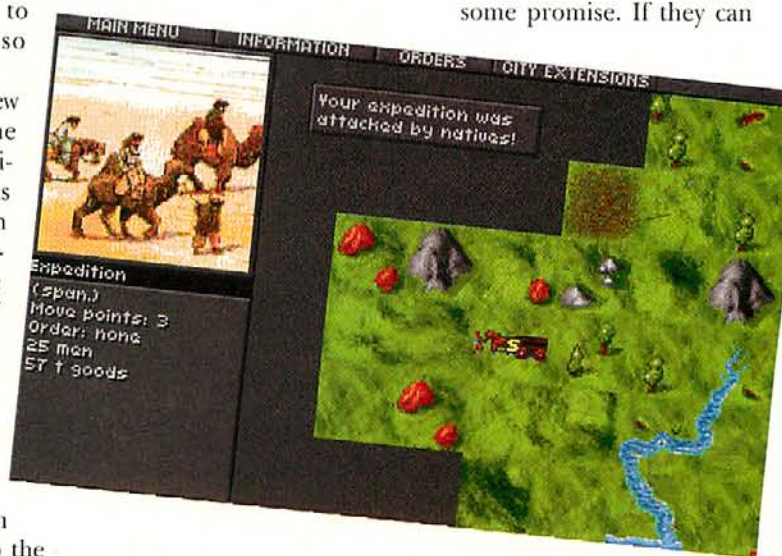 to
so
some promise. If they can
MAIN MENU
INFORMATION
ORDERS
CITY EXTENSIONS
Your expedition was
attacked by natives!
Expedition
(span.)
Move points: 3
Order: none
25 men
57 t goods
S
the